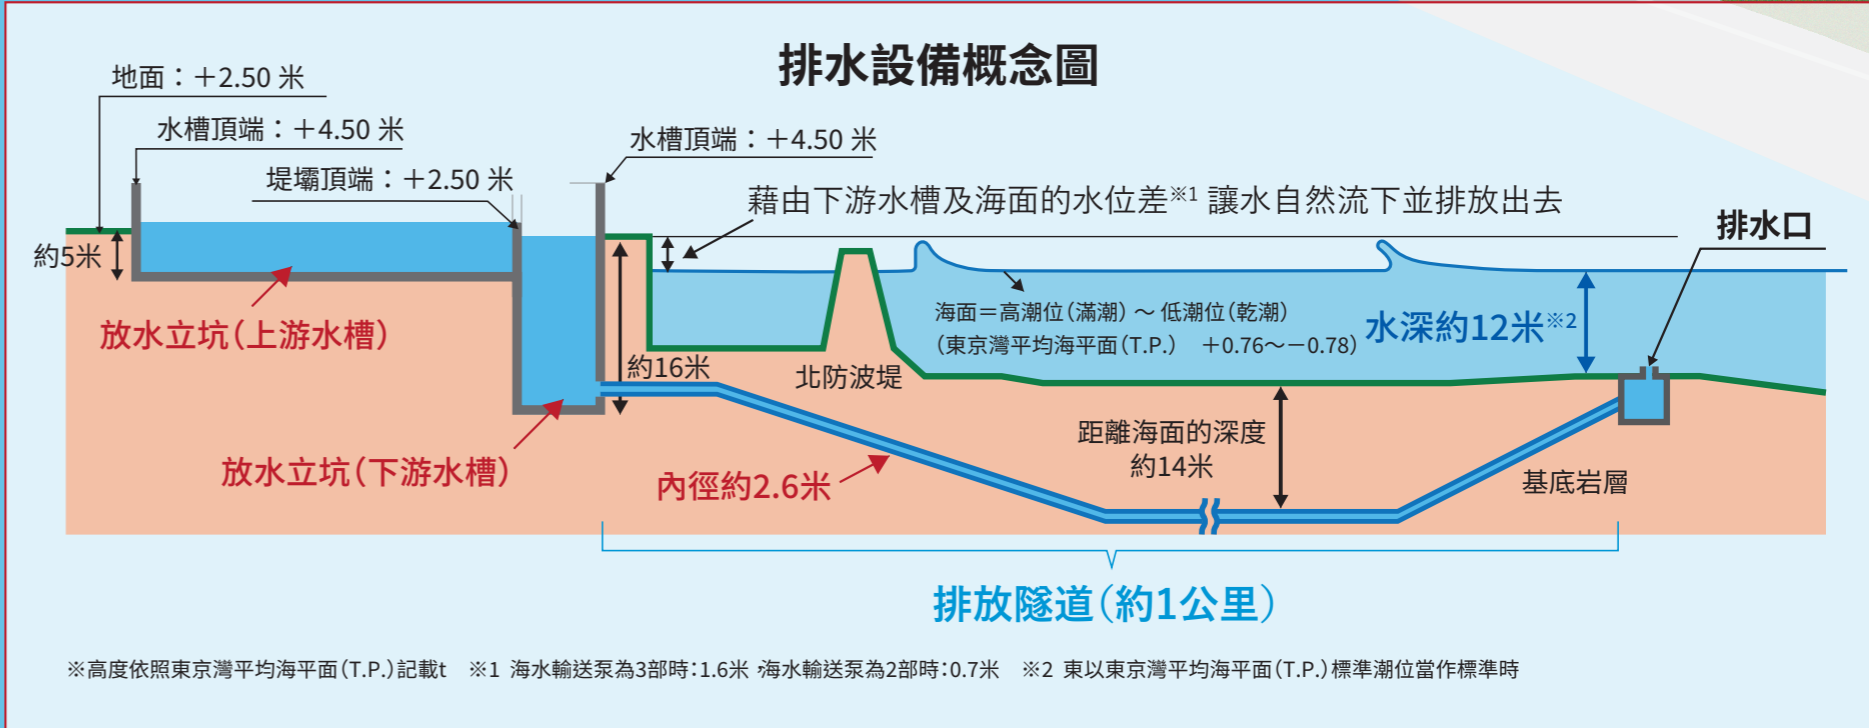 排水設備概念圖
地面：＋2.50 米
水槽頂端：＋4.50 米
水槽頂端：＋4.50 米
堤壩頂端：＋2.50 米
藉由下游水槽及海面的水位差※1 讓水自然流下並排放出去
排水口
約5米
海面＝高潮位（滿潮）～ 低潮位（乾潮）
（東京灣平均海平面（T.P.） ＋0.76～－0.78）
水深約12米※2
放水立坑（上游水槽）
約16米
北防波堤
距離海面的深度
約14米
放水立坑（下游水槽）
內徑約2.6米
基底岩層
排放隧道（約1公里）
※高度依照東京灣平均海平面（T.P.）記載t ※1 海水輸送泵為3部時：1.6米，海水輸送泵為2部時：0.7米 ※2 東以東京灣平均海平面（T.P.）標準潮位當作標準時